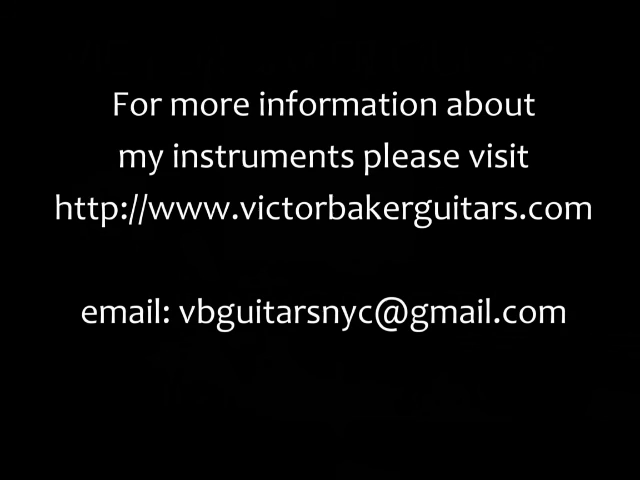 For more information about
my instruments please visit
http://www.victorbakerguitars.com
email: vbguitarsnyc@gmail.com